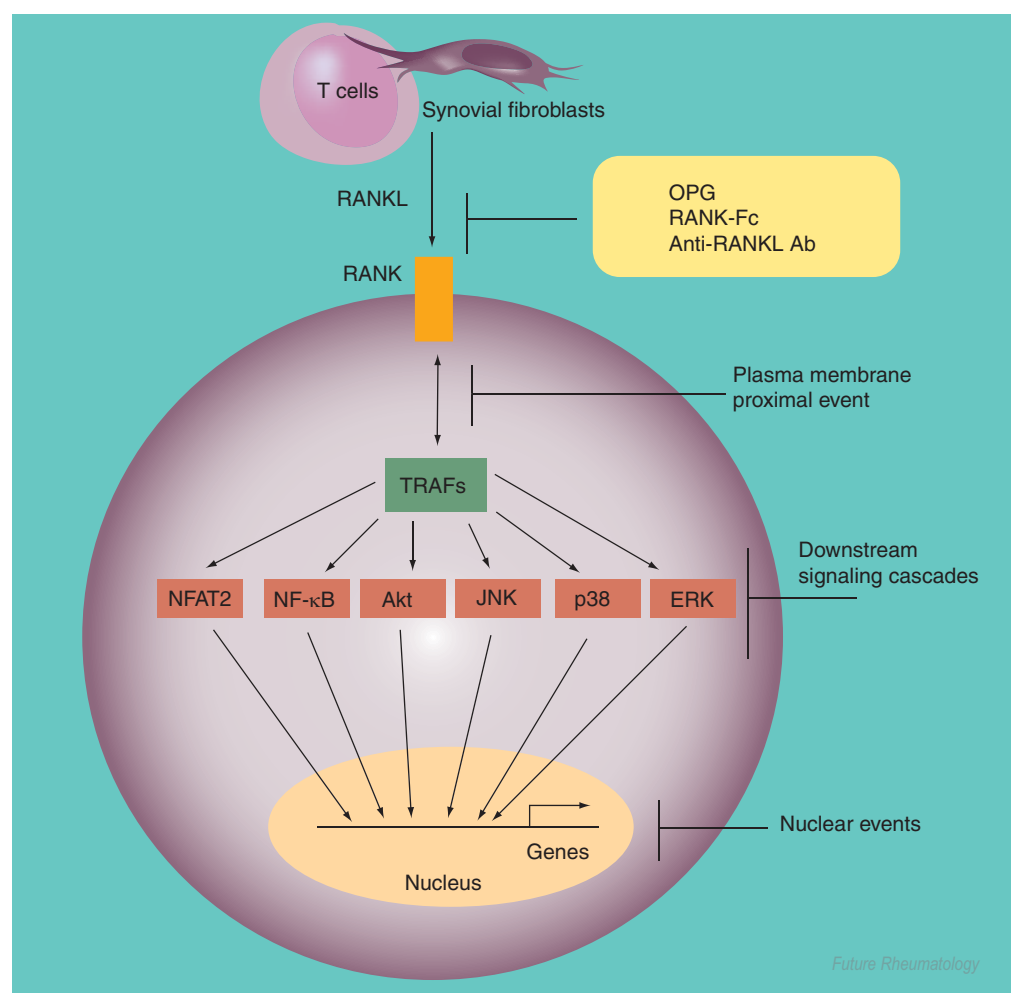 T cells
Synovial fibroblasts
RANKL
OPG
RANK-Fc
Anti-RANKL Ab
RANK
Plasma membrane
proximal event
TRAFs
Downstream
signaling cascades
NFAT2
NF-κB
Akt
JNK
p38
ERK
Nuclear events
Genes
Nucleus
Future Rheumatology